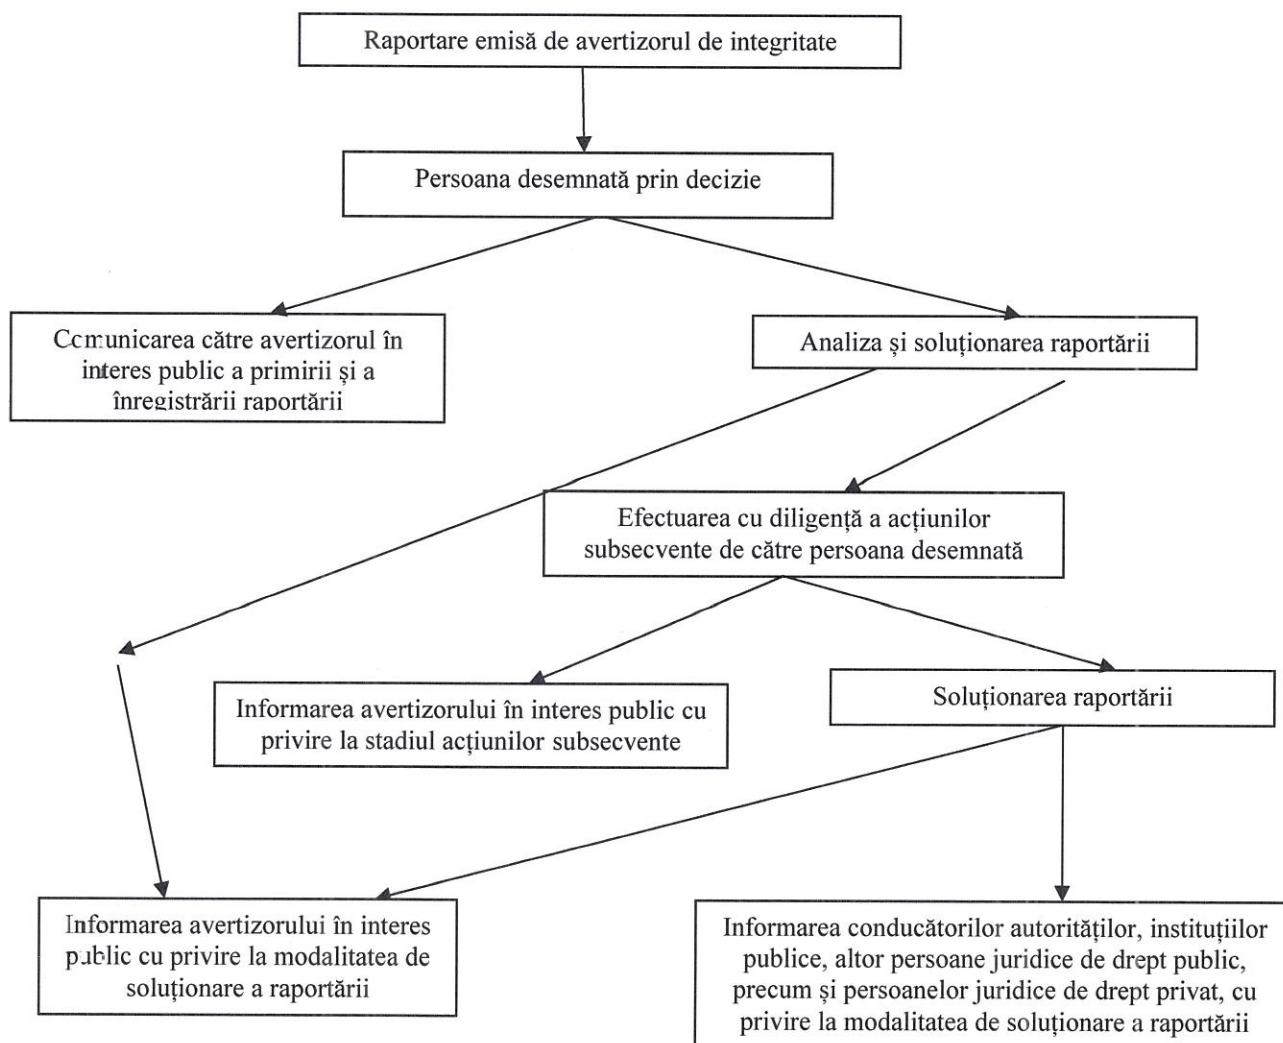 Raportare emisă de avertizorul de integritate
Persoana desemnată prin decizie
Comunicarea către avertizorul în
interes public a primirii și a
înregistrării raportării
Analiza și soluționarea raportării
Efectuarea cu diligență a acțiunilor
subsecvente de către persoana desemnată
Informarea avertizorului în interes public cu
privire la stadiul acțiunilor subsecvente
Soluționarea raportării
Informarea avertizorului în interes
public cu privire la modalitatea de
soluționare a raportării
Informarea conducătorilor autorităților, instituțiilor
publice, altor persoane juridice de drept public,
precum și persoanelor juridice de drept privat, cu
privire la modalitatea de soluționare a raportării